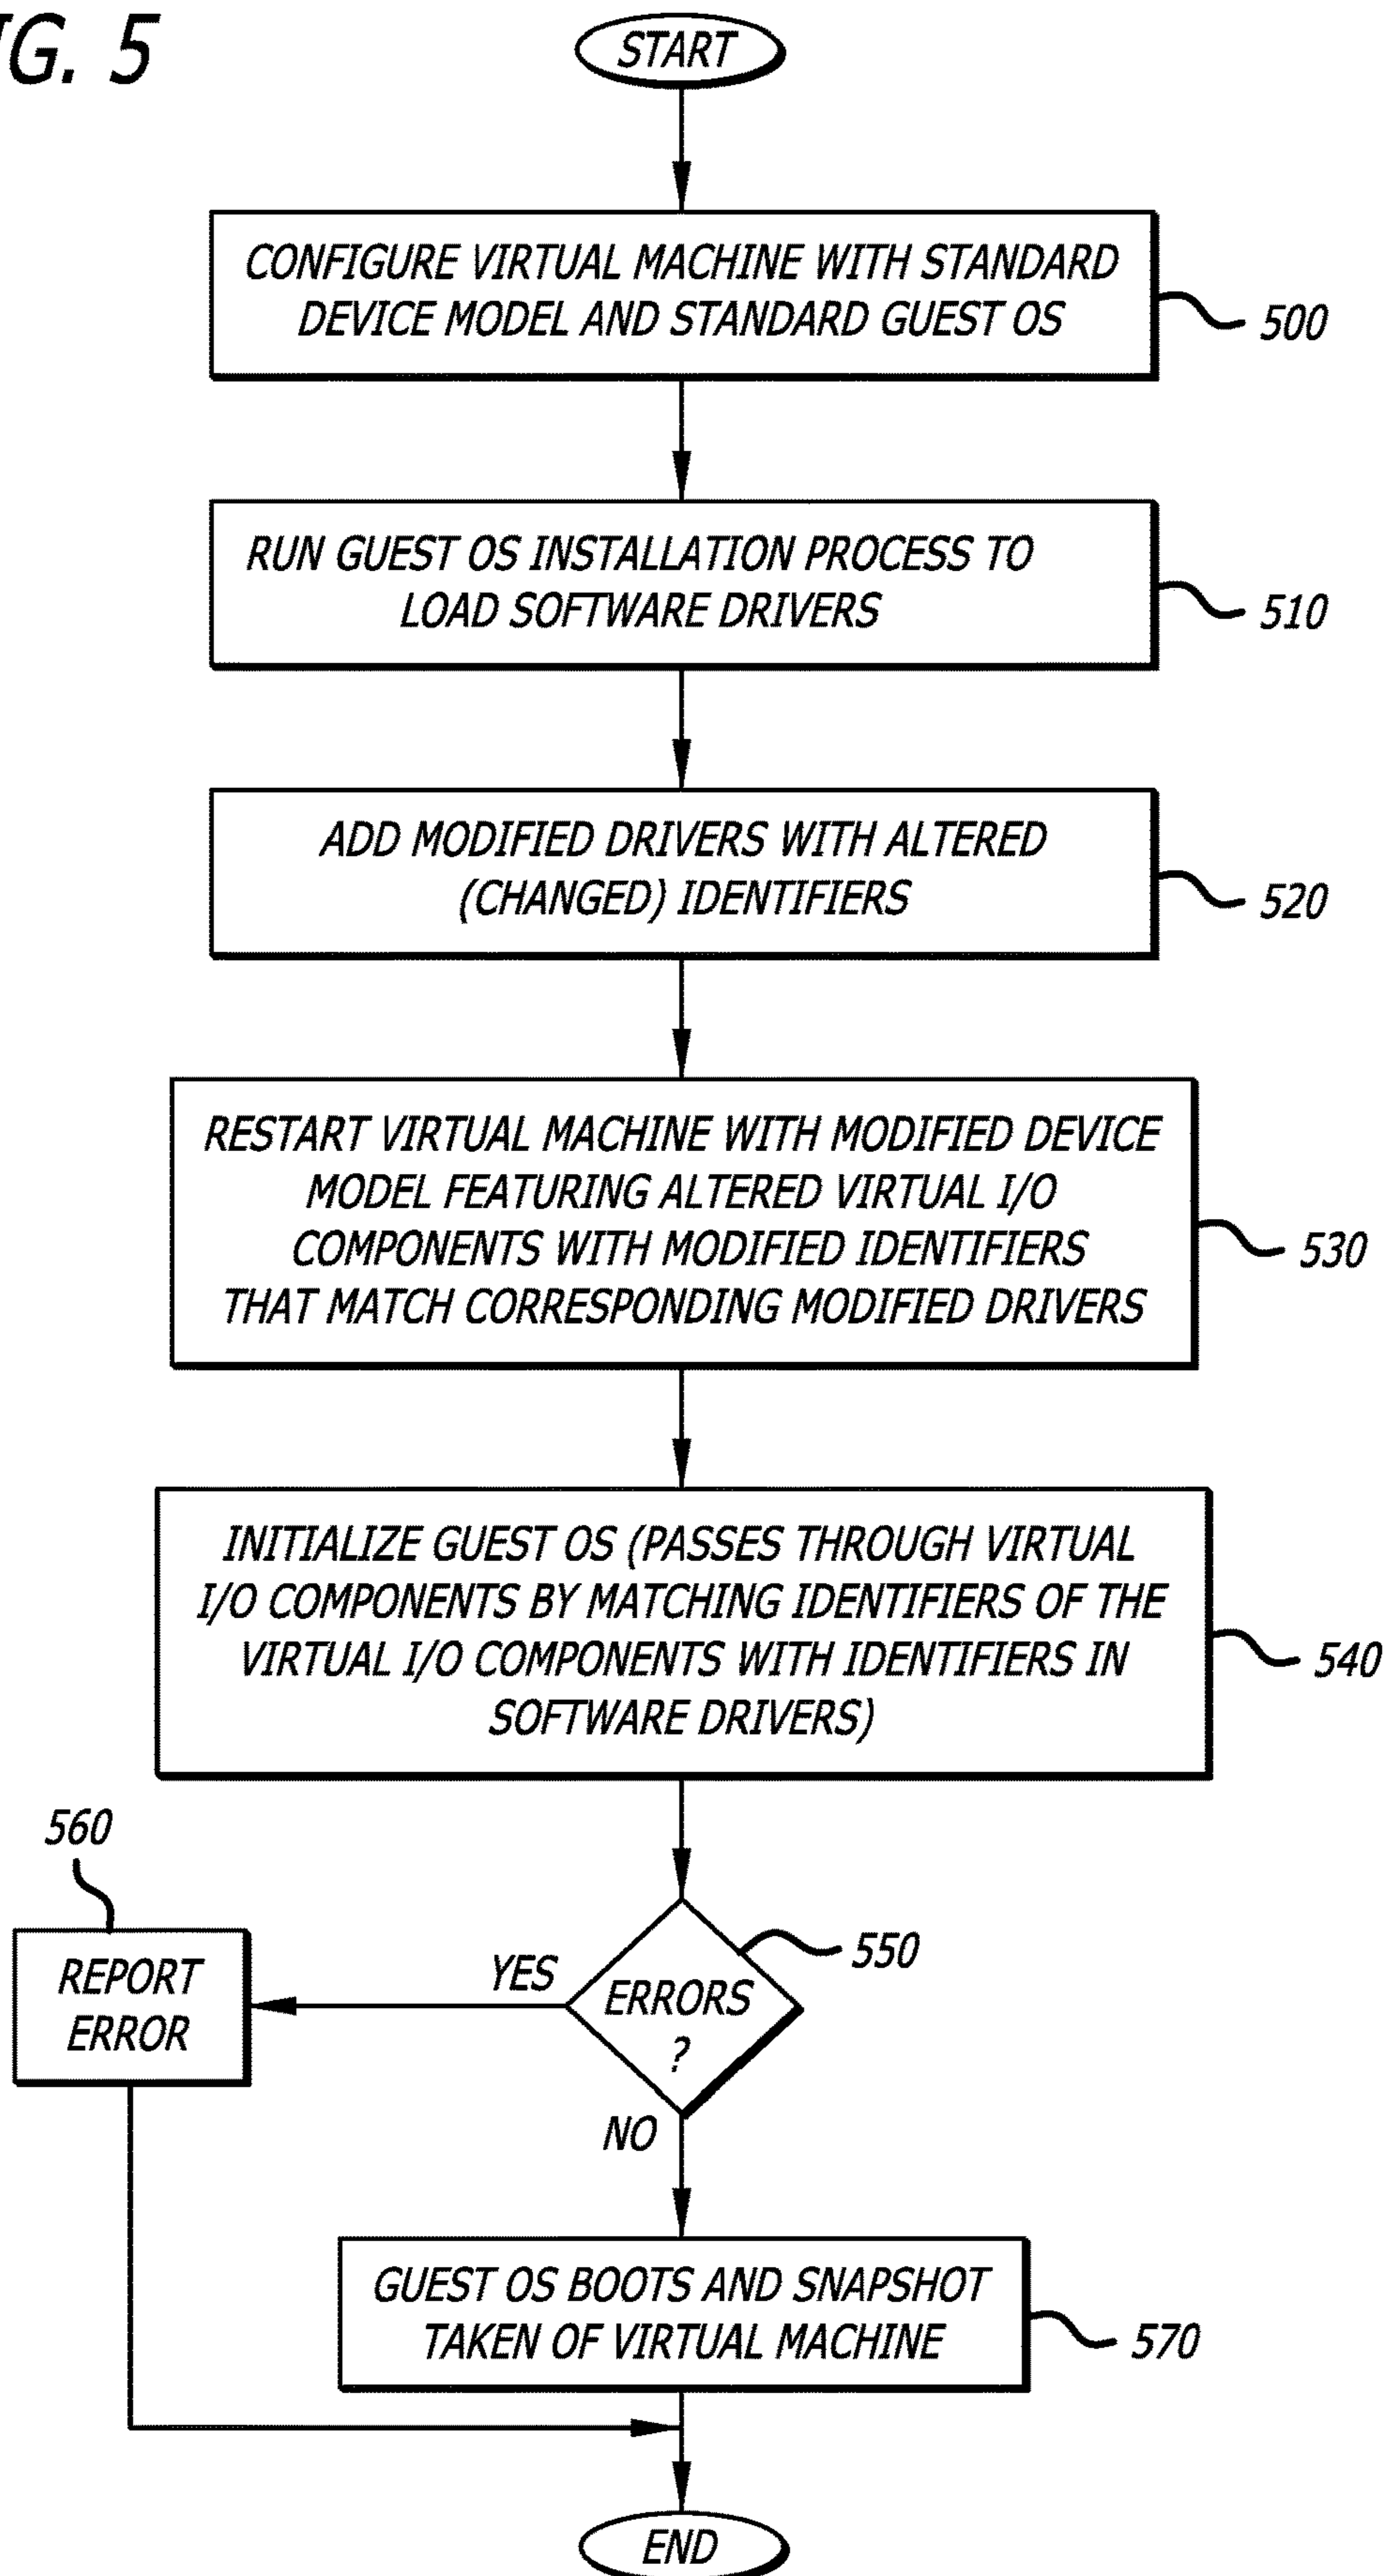 IG. 5
START
CONFIGURE VIRTUAL MACHINE WITH STANDARD
DEVICE MODEL AND STANDARD GUEST OS
500
RUN GUEST OS INSTALLATION PROCESS TO
LOAD SOFTWARE DRIVERS
510
ADD MODIFIED DRIVERS WITH ALTERED
(CHANGED) IDENTIFIERS
520
RESTART VIRTUAL MACHINE WITH MODIFIED DEVICE
MODEL FEATURING ALTERED VIRTUAL I/O
COMPONENTS WITH MODIFIED IDENTIFIERS
THAT MATCH CORRESPONDING MODIFIED DRIVERS
530
INITIALIZE GUEST OS (PASSES THROUGH VIRTUAL
I/O COMPONENTS BY MATCHING IDENTIFIERS OF THE
VIRTUAL I/O COMPONENTS WITH IDENTIFIERS IN
SOFTWARE DRIVERS)
540
560
REPORT
ERROR
YES
ERRORS
?
550
NO
GUEST OS BOOTS AND SNAPSHOT
TAKEN OF VIRTUAL MACHINE
570
END